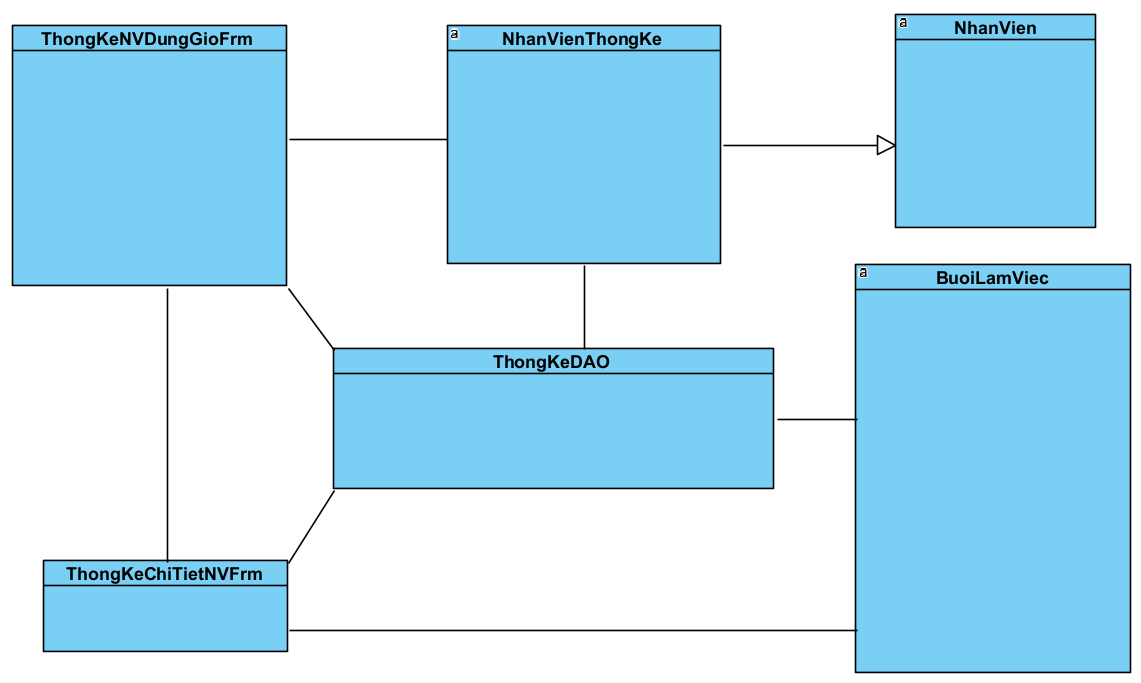 ThongKeNVDungGioFrm
a
NhanVienThongKe
a
NhanVien
a
BuoiLamViec
ThongKeDAO
ThongKeChiTietNVFrm